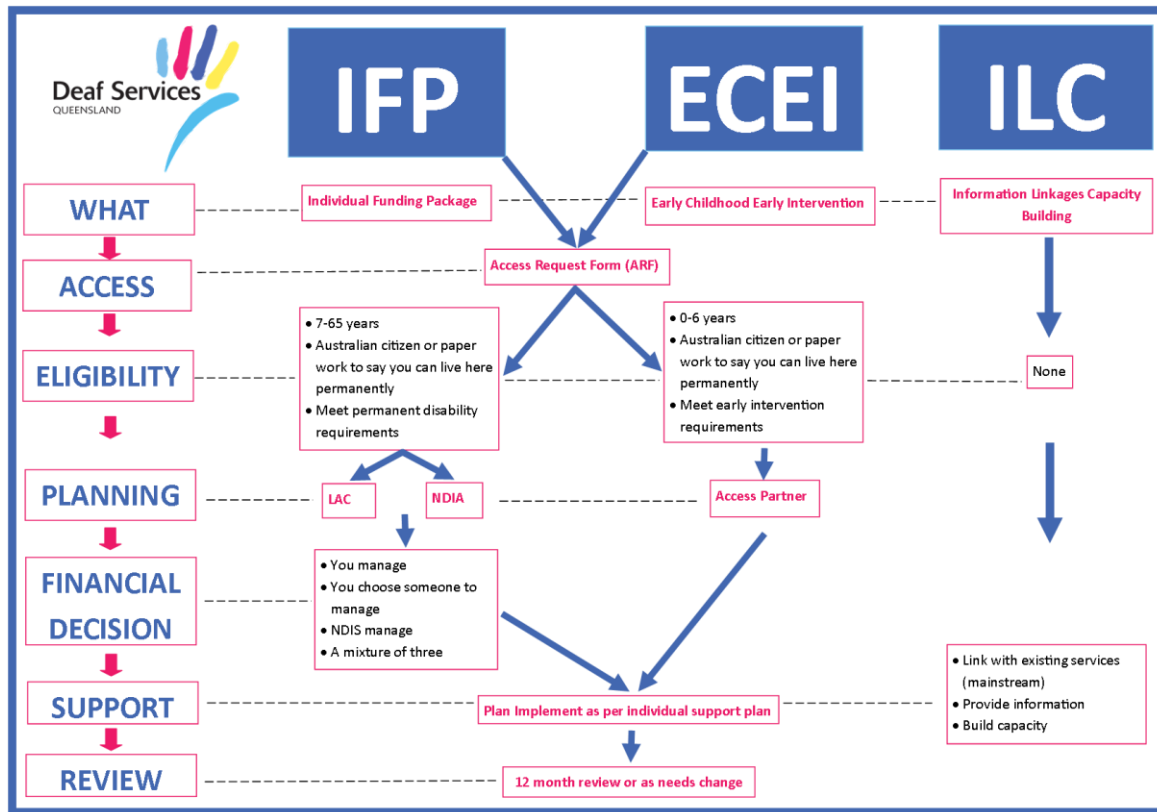 Deaf Services
QUEENSLAND
IFP
ECEI
ILC
WHAT
Individual Funding Package
Early Childhood Early Intervention
Information Linkages Capacity
Building
ACCESS
Access Request Form (ARF)
ELIGIBILITY
• 7-65 years
• Australian citizen or paper
work to say you can live here
permanently
• Meet permanent disability
requirements
• 0-6 years
• Australian citizen or paper
work to say you can live here
permanently
• Meet early intervention
requirements
None
PLANNING
LAC
NDIA
Access Partner
FINANCIAL
DECISION
• You manage
• You choose someone to
manage
• NDIS manage
• A mixture of three
SUPPORT
Plan Implement as per individual support plan
• Link with existing services
(mainstream)
• Provide information
• Build capacity
REVIEW
12 month review or as needs change